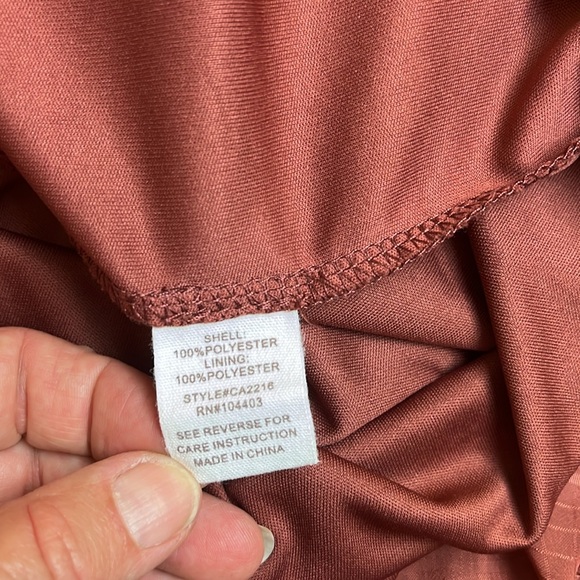 SHELL:
100%POLYESTER
LINING:
100%POLYESTER
STYLE#CA2216
RN#104403
SEE REVERSE FOR
CARE INSTRUCTION
MADE IN CHINA